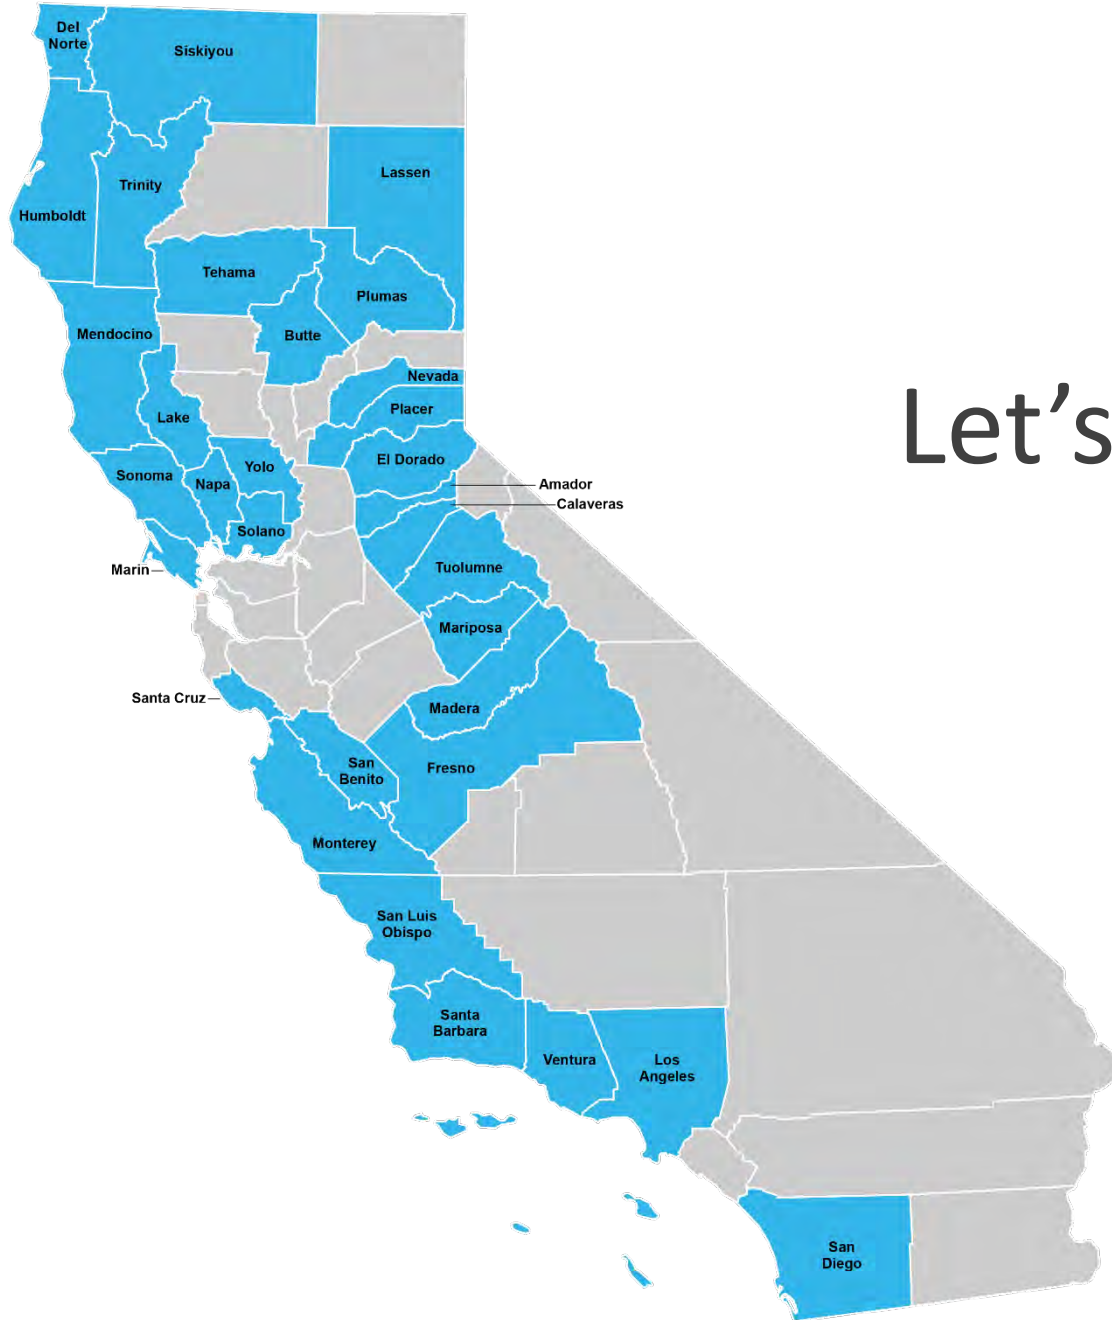 Del
Norte
Siskiyou
Lassen
Trinity
Humboldt
Tehama
Plumas
Mendocino
Butte
Nevada
Placer
Lake
Let's
El Dorado
Yolo
Sonoma
Napa
Amador
Calaveras
Solano
Marin
Tuolumne
Mariposa
Santa Cruz
Madera
San
Benito
Fresno
Monterey
San Luis
Obispo
Santa
Barbara
Ventura
Los
Angeles
San
Diego